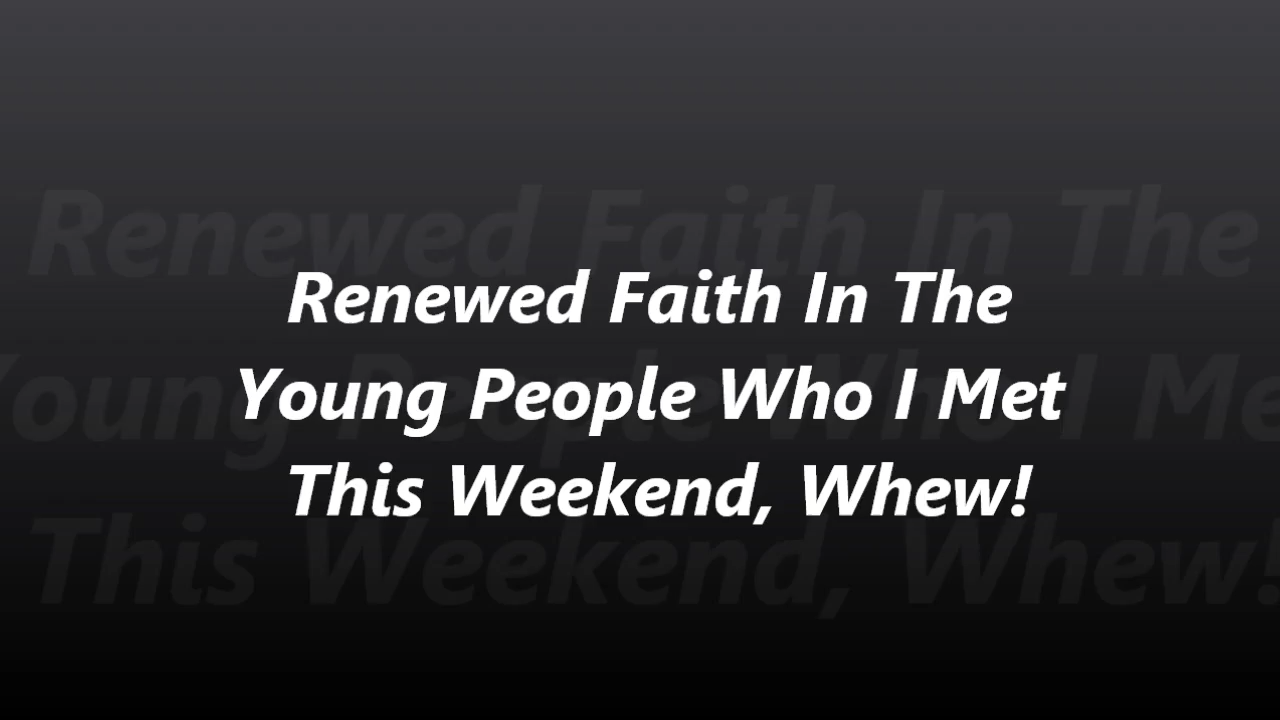 Renewed Faith In The
Young People Who I Met
This Weekend, Whew!